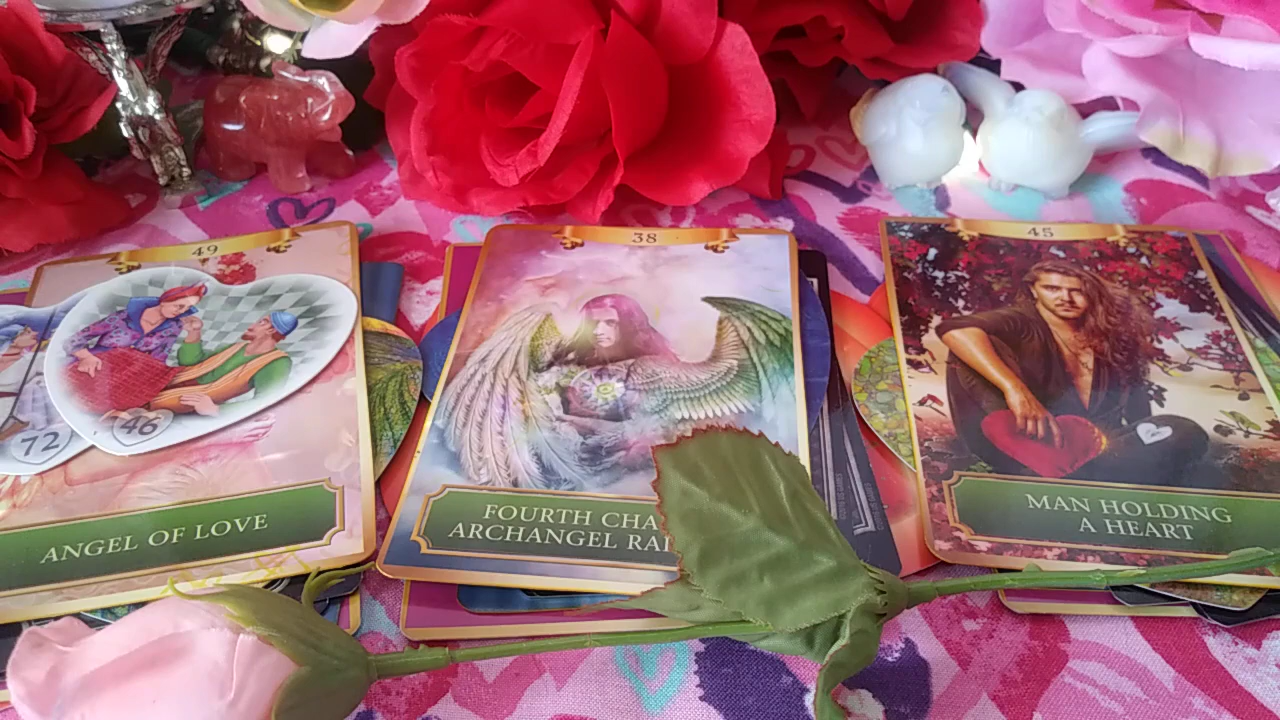 49
72
46
ANGEL OF LOVE
38
FOURTH CHA
ARCHANGEL RA
45
MAN HOLDING
A HEART